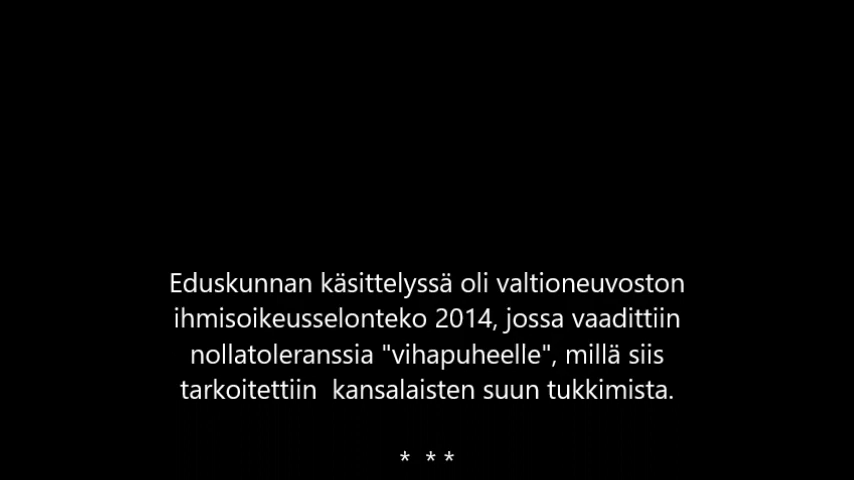 Eduskunnan käsittelyssä oli valtioneuvoston
ihmisoikeusselonteko 2014, jossa vaadittiin
nollatoleranssia "vihapuheelle", millä siis
tarkoitettiin  kansalaisten suun tukkimista.
*  * *